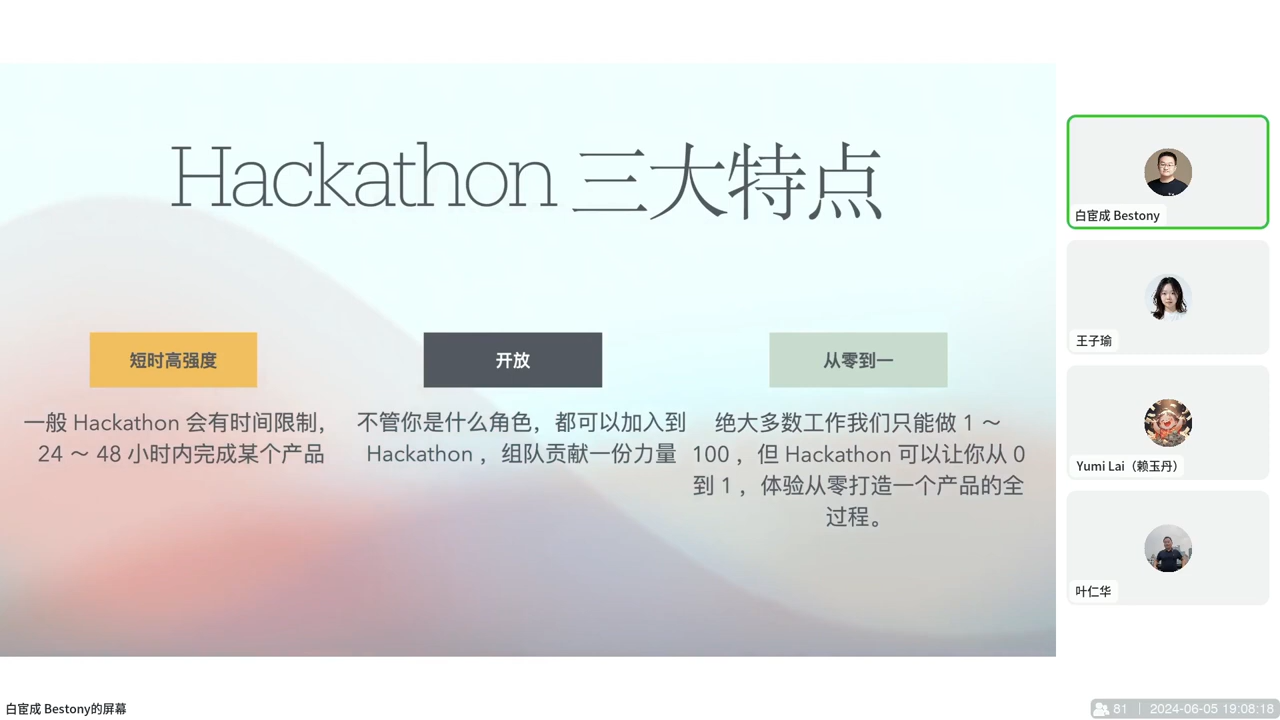 Hackathon 三大特点
短时高强度
一般 Hackathon 会有时间限制，
24 ～ 48 小时内完成某个产品
开放
不管你是什么角色，都可以加入到
Hackathon ，组队贡献一份力量
从零到一
绝大多数工作我们只能做 1 ～
100 ，但 Hackathon 可以让你从 0
到 1 ，体验从零打造一个产品的全
过程。
白宦成 Bestony
王子瑜
Yumi Lai（赖玉丹）
叶仁华
白宦成 Bestony的屏幕
81 | 2024-06-05 19:08:18